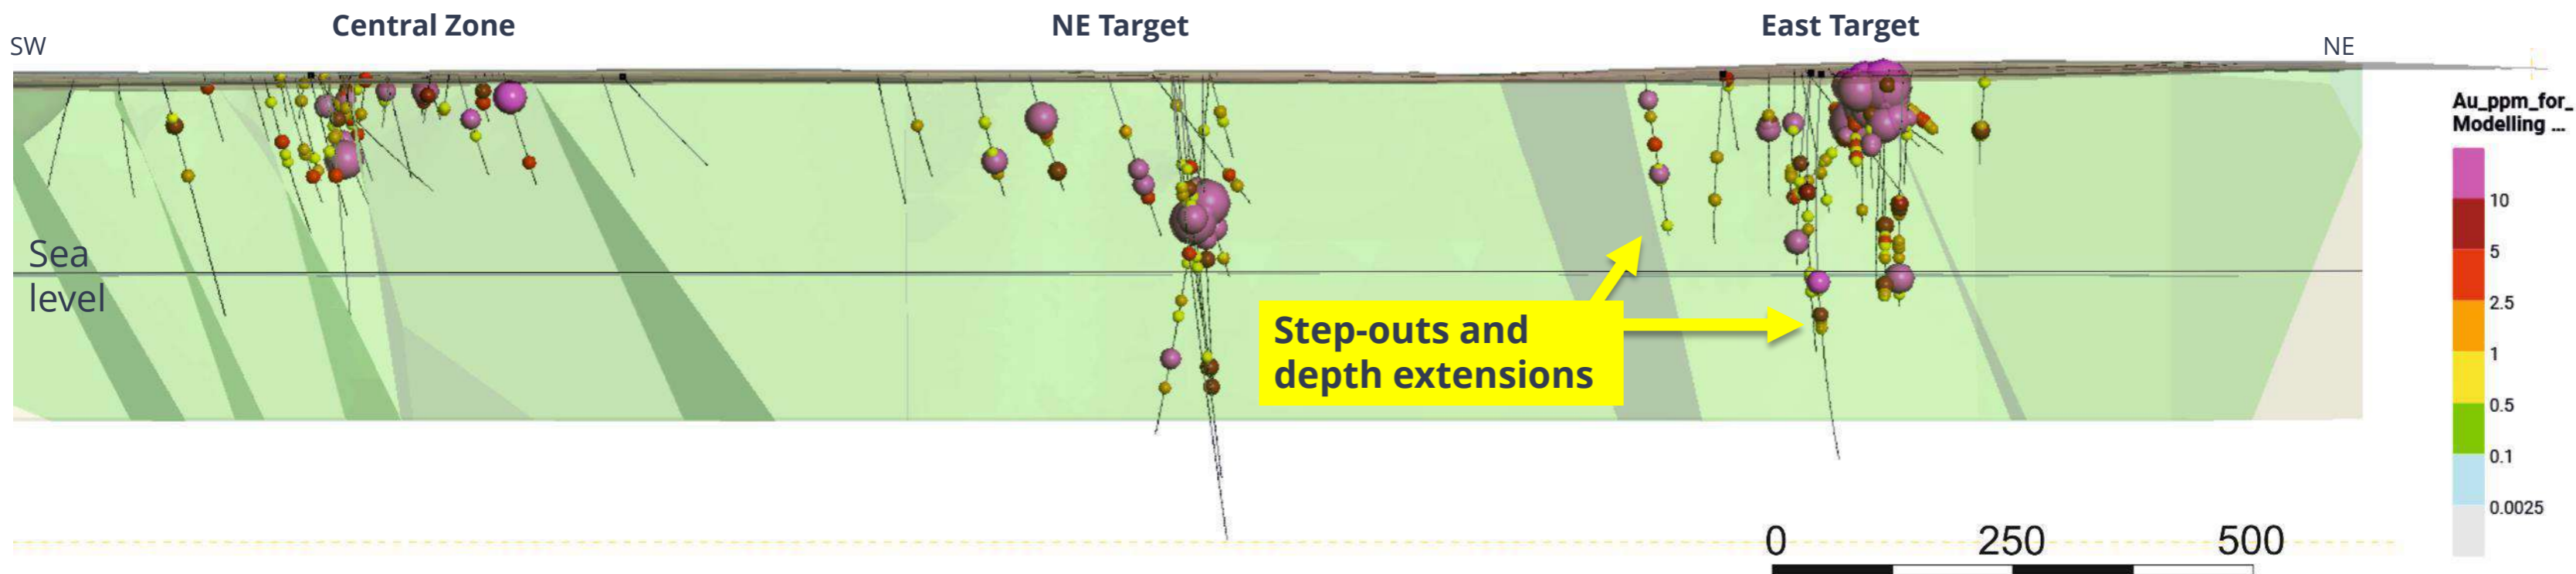 Central Zone
NE Target
East Target
SW
NE
Au_ppm_for_
Modelling ...
10
5
2.5
1
0.5
0.1
0.0025
Sea
level
Step-outs and
depth extensions
0
250
500